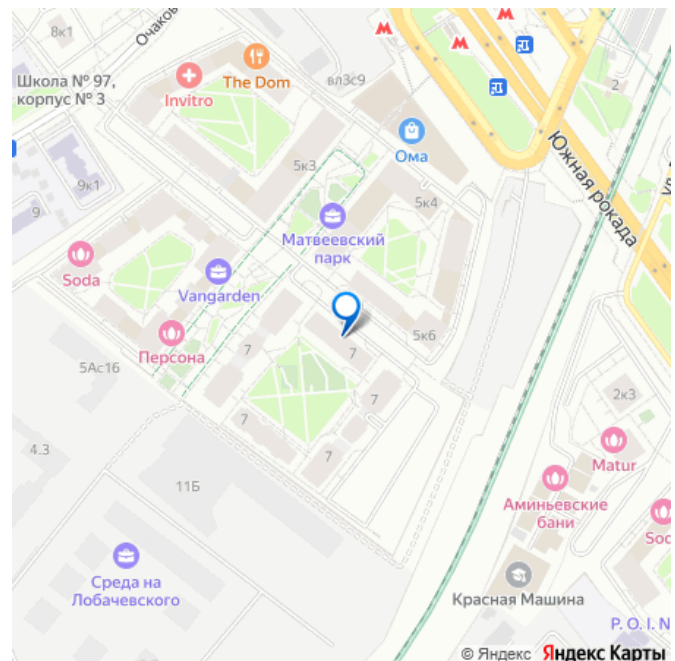 8к1
Очаков
Школа № 97,
корпус № 3
Invitro
The Dom
вл3с9
2
Ома
Южная рокада
5к3
9к1
9
5к4
Матвеевский
парк
Soda
Vangarden
Персона
5к6
7
7
7
7
7
5Ас16
2к3
4.3
11Б
Matur
Аминьевские
бани
Soc
Среда на
Лобачевского
Красная Машина
P. O. I. N
© Яндекс Яндекс Карты